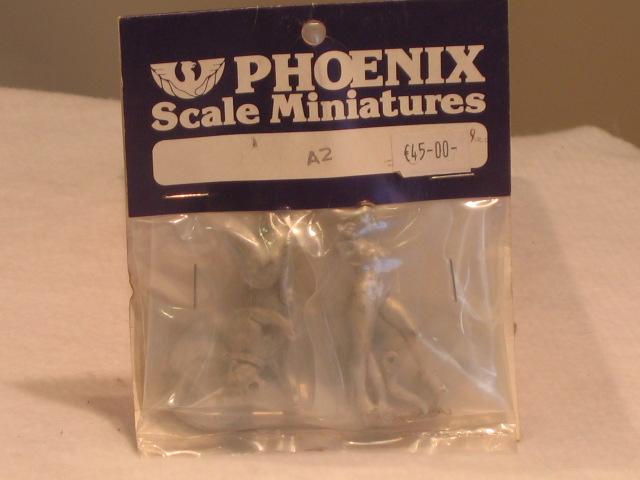 PHOENIX
Scale Miniatures
A2
€45-00-